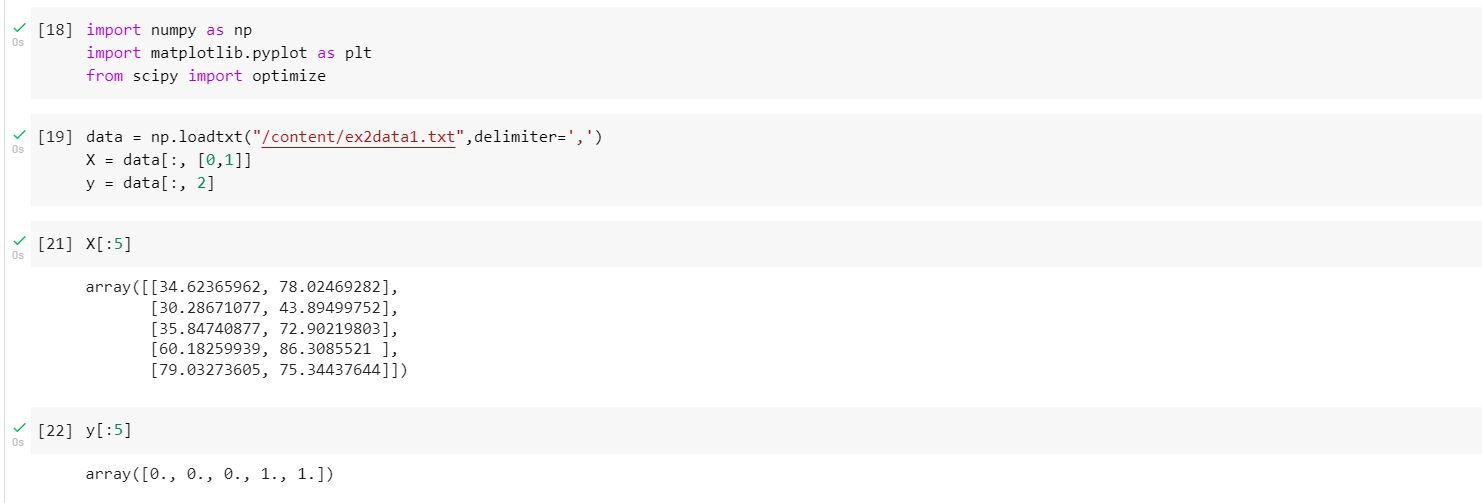 [18] import numpy as np
import matplotlib.pyplot as plt
from scipy import optimize
0s
[19] data = np.loadtxt("/content/ex2data1.txt",delimiter=',')
X = data[:, [0,1]]
y = data[:, 2]
0s
[21] X[:5]
0s
array([[34.62365962, 78.02469282],
[30.28671077, 43.89499752],
[35.84740877, 72.90219803],
[60.18259939, 86.3085521 ],
[79.03273605, 75.34437644]])
[22] y[:5]
0s
array([0., 0., 0., 1., 1.])